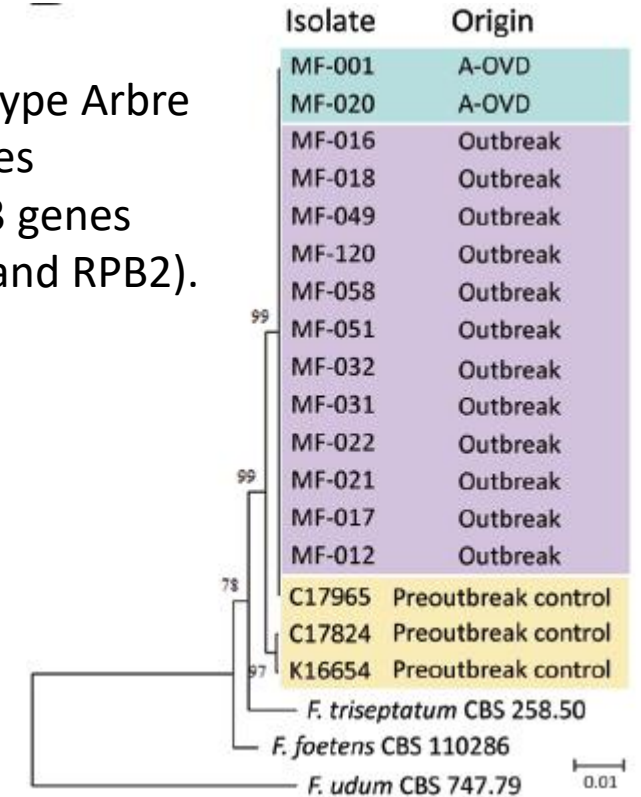 Isolate Origin
ype Arbre
es
3 genes
and RPB2).
MF-001 A-OVD
MF-020 A-OVD
MF-016 Outbreak
MF-018 Outbreak
MF-049 Outbreak
MF-120 Outbreak
MF-058 Outbreak
MF-051 Outbreak
MF-032 Outbreak
MF-031 Outbreak
MF-022 Outbreak
MF-021 Outbreak
MF-017 Outbreak
MF-012 Outbreak
C17965 Preoutbreak control
C17824 Preoutbreak control
K16654 Preoutbreak control
F. triseptatum CBS 258.50
F. foetens CBS 110286
F. udum CBS 747.79
99
99
78
97
0.01